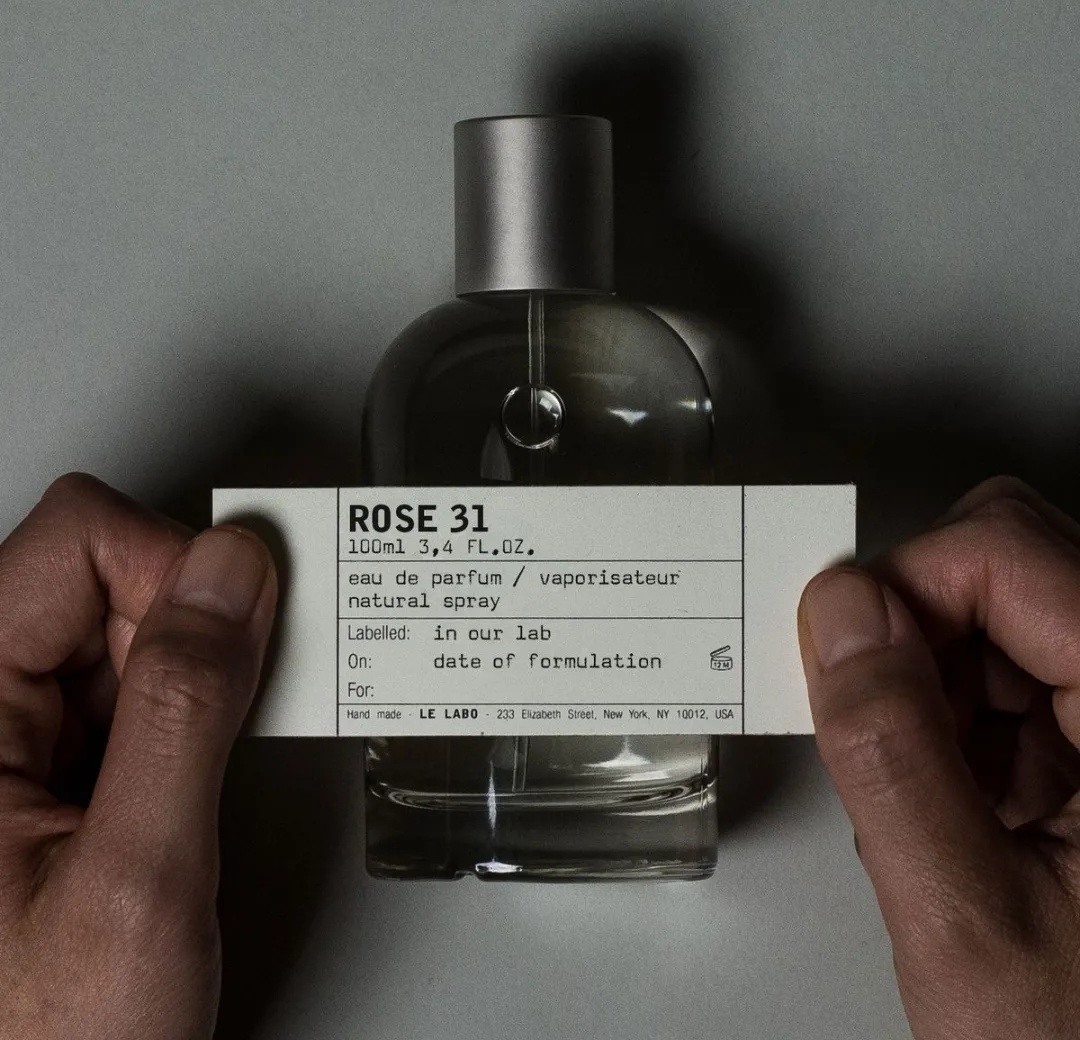 ROSE 31
100ml 3,4 FL.OZ.
eau de parfum / vaporisateur
natural spray
Labelled: in our lab
On: date of formulation
12 M
For:
Hand made - LE LABO - 233 Elizabeth Street, New York, NY 10012, USA